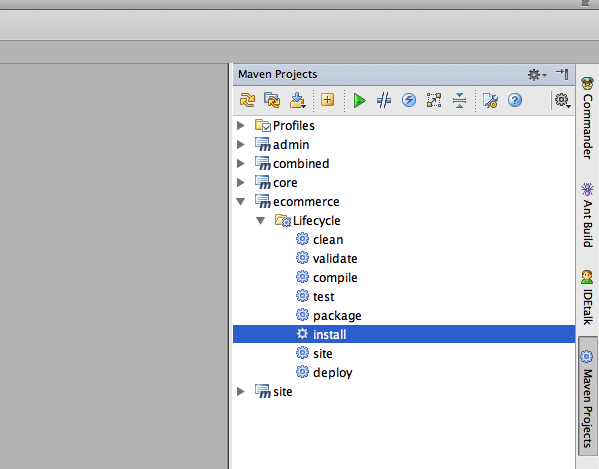 Maven Projects
Profiles
admin
combined
core
ecommerce
Lifecycle
clean
validate
compile
test
package
install
site
deploy
site
Commander
Ant Build
IDEtalk
Maven Projects